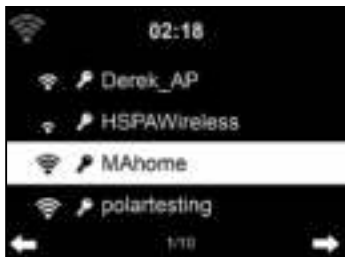 02:18
Derek_AP
HSPAWireless
MAhome
polartesting
1/10